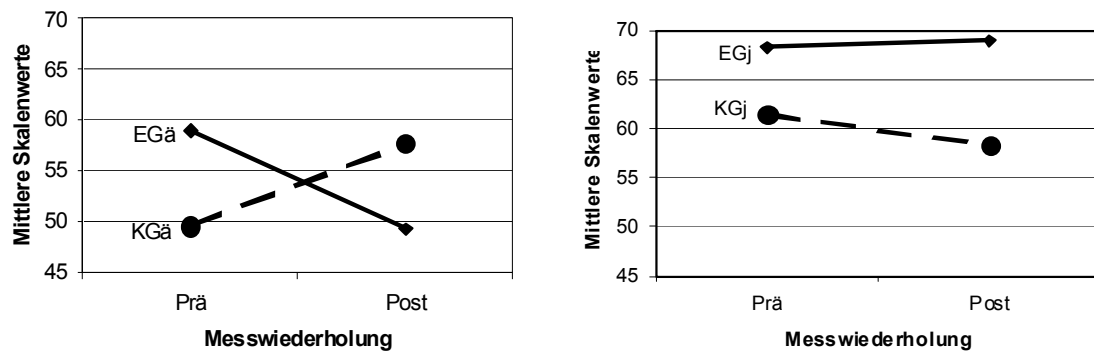 70
65
60
55
50
45
Mittlere Skalenwerte
EGä
KGä
Prä
Post
Messwiederholung
70
65
60
55
50
45
Mittlere Skalenwerte
EGj
KGj
Prä
Post
Messwiederholung